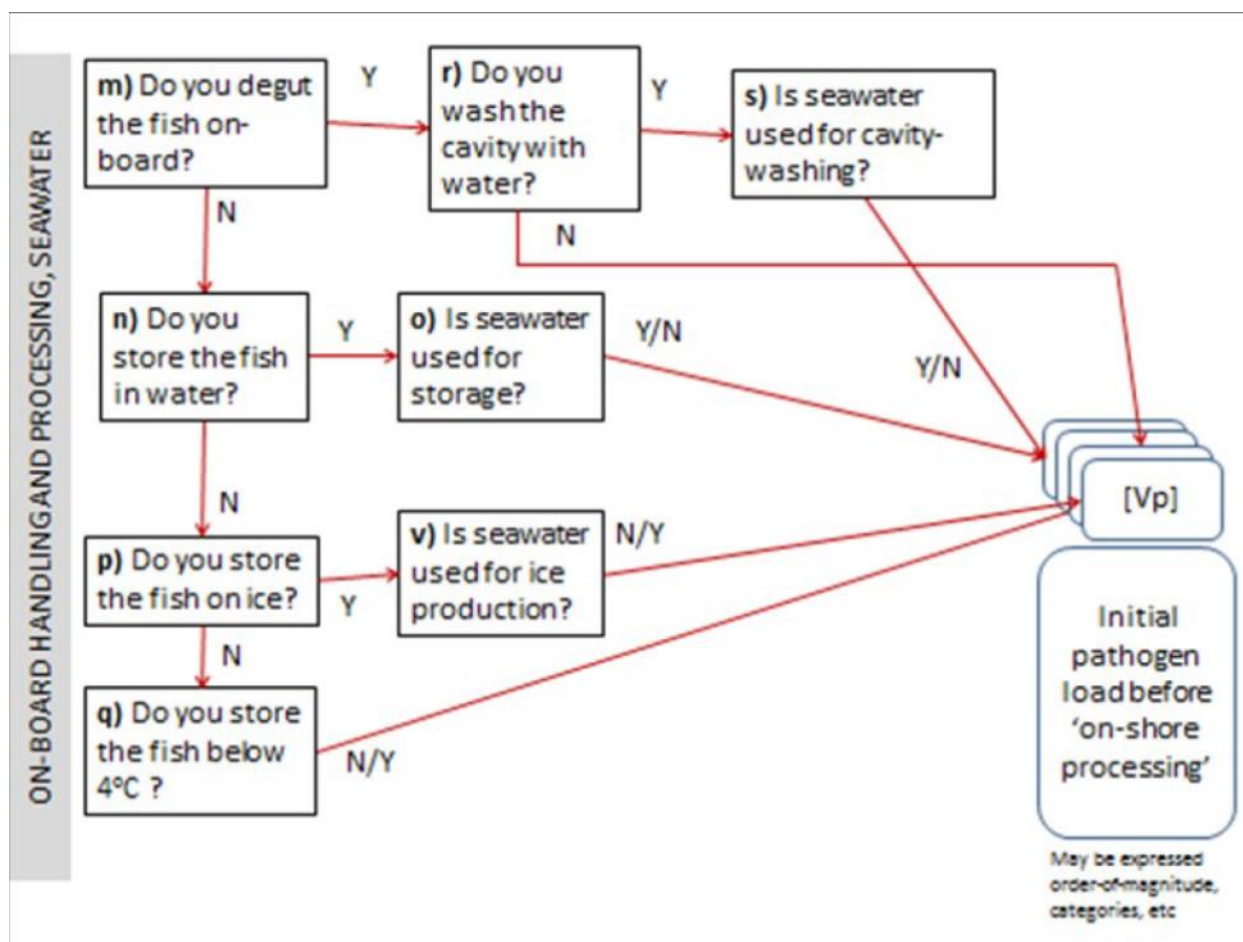 ON-BOARD HANDLING AND PROCESSING, SEAWATER
m) Do you degut
the fish on-
board?
Y
r) Do you
wash the
cavity with
water?
Y
s) Is seawater
used for cavity-
washing?
N
N
n) Do you
store the fish
in water?
Y
o) Is seawater
used for
storage?
Y/N
Y/N
N
p) Do you store
the fish on ice?
Y
v) Is seawater
used for ice
production?
N/Y
N
q) Do you store
the fish below
4°C ?
N/Y
[Vp]
Initial
pathogen
load before
‘on-shore
processing’
May be expressed
order-of-magnitude,
categories, etc